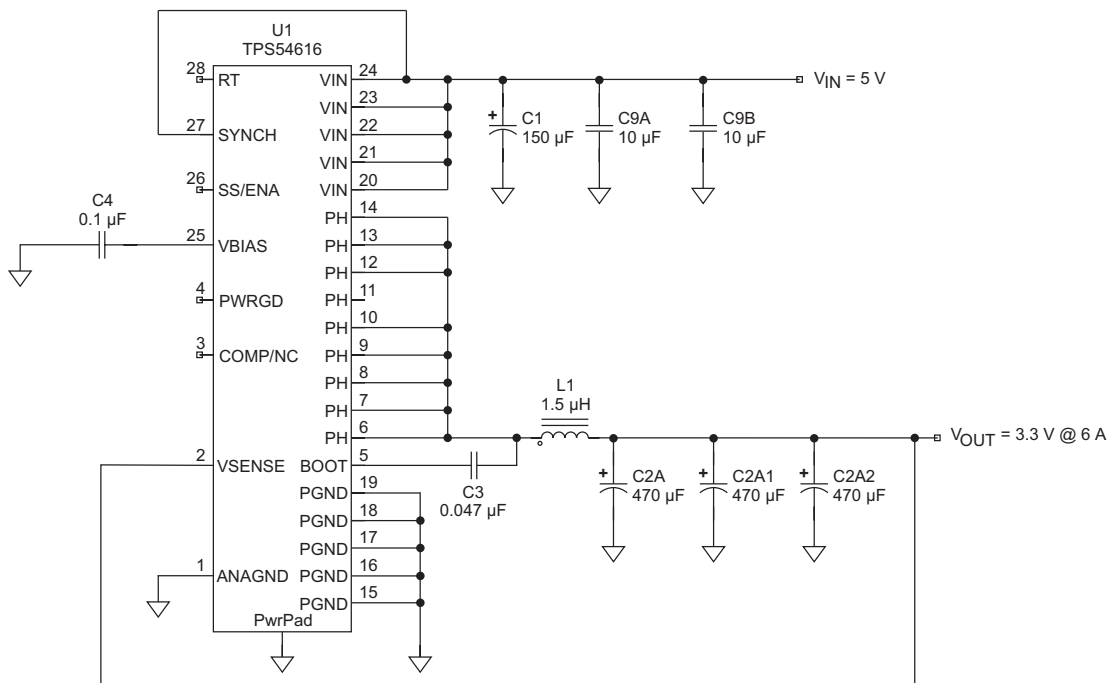 U1
TPS54616
28
RT
27
SYNCH
26
SS/ENA
25
VBIAS
4
PWRGD
3
COMP/NC
2
VSENSE
1
ANAGND
PwrPad
VIN
24
VIN
23
VIN
22
VIN
21
VIN
20
PH
14
PH
13
PH
12
PH
11
PH
10
PH
9
PH
8
PH
7
PH
6
BOOT
5
PGND
19
PGND
18
PGND
17
PGND
16
PGND
15
C4
0.1 µF
+
C1
150 µF
C9A
10 µF
C9B
10 µF
VIN = 5 V
L1
1.5 µH
C3
0.047 µF
+
C2A
470 µF
+
C2A1
470 µF
+
C2A2
470 µF
VOUT = 3.3 V @ 6 A